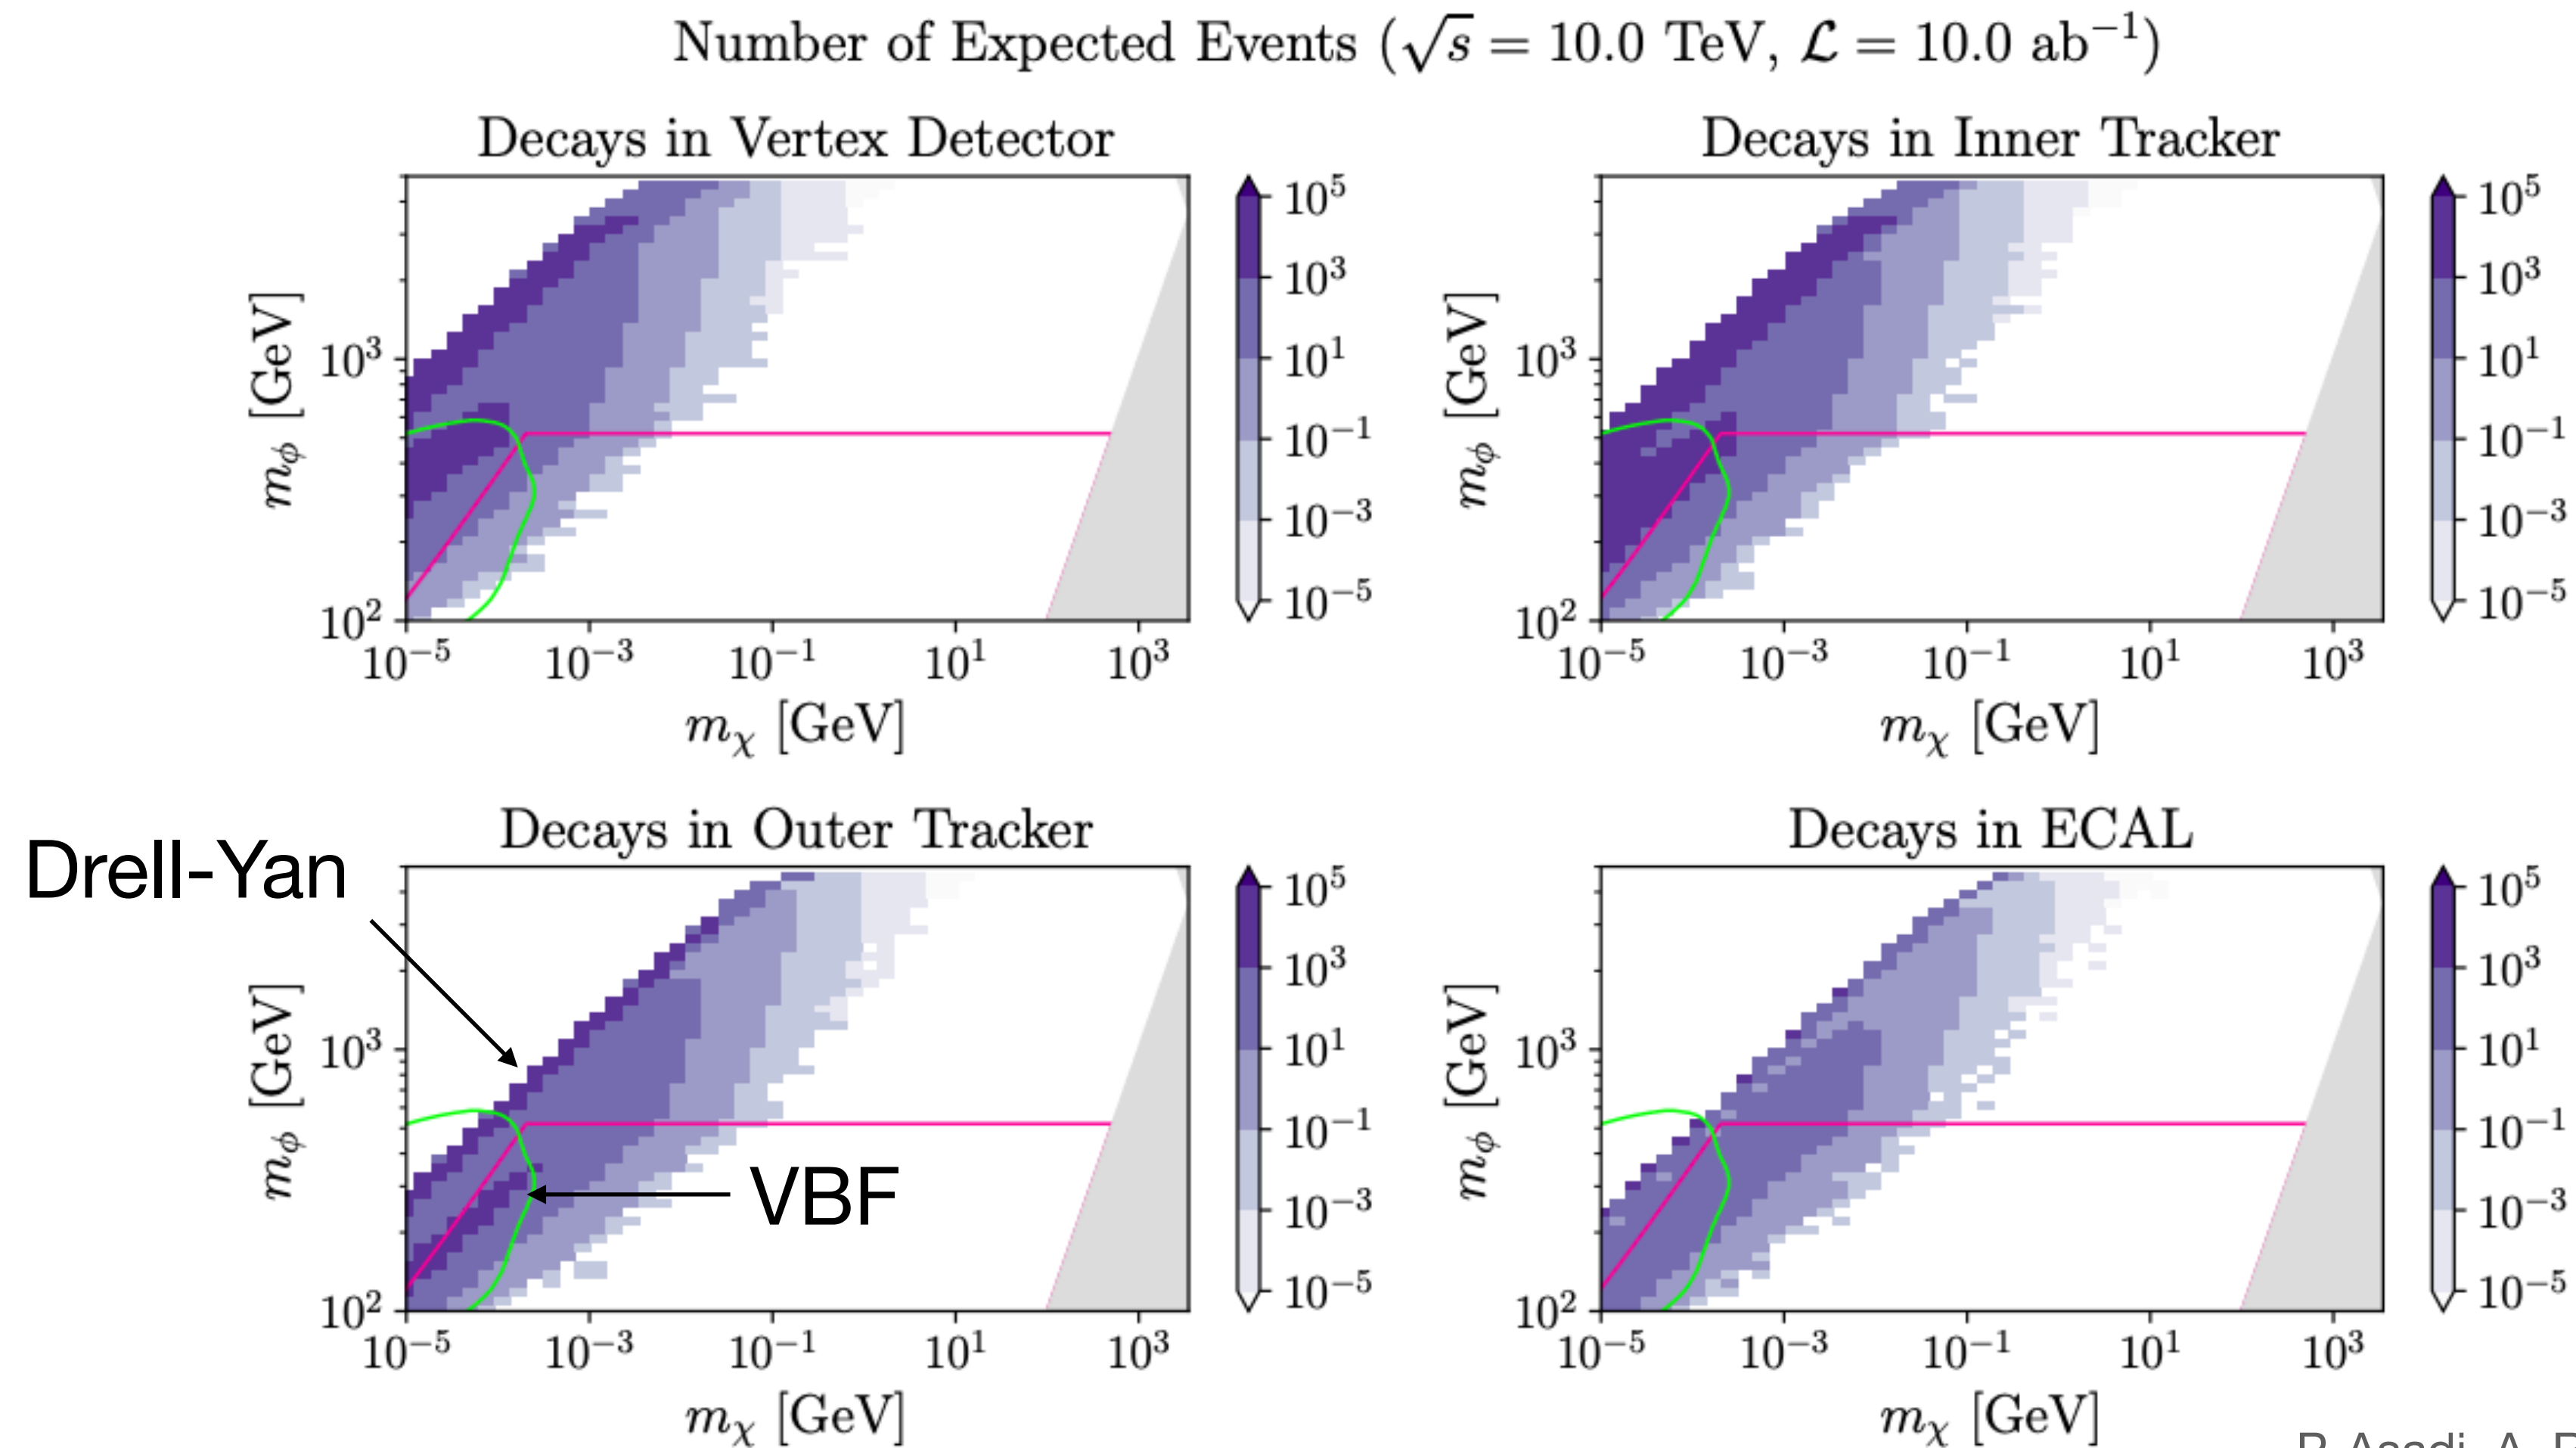 Number of Expected Events (√s = 10.0 TeV, ℒ = 10.0 ab⁻¹)
Decays in Vertex Detector
10⁵
10³
10¹
10⁻¹
10⁻³
10⁻⁵
m_ϕ [GeV]
10³
10²
10⁻⁵ 10⁻³ 10⁻¹ 10¹ 10³
m_χ [GeV]
Decays in Inner Tracker
10⁵
10³
10¹
10⁻¹
10⁻³
10⁻⁵
m_ϕ [GeV]
10³
10²
10⁻⁵ 10⁻³ 10⁻¹ 10¹ 10³
m_χ [GeV]
Drell-Yan
VBF
Decays in Outer Tracker
10⁵
10³
10¹
10⁻¹
10⁻³
10⁻⁵
m_ϕ [GeV]
10³
10²
10⁻⁵ 10⁻³ 10⁻¹ 10¹ 10³
m_χ [GeV]
Decays in ECAL
10⁵
10³
10¹
10⁻¹
10⁻³
10⁻⁵
m_ϕ [GeV]
10³
10²
10⁻⁵ 10⁻³ 10⁻¹ 10¹ 10³
m_χ [GeV]